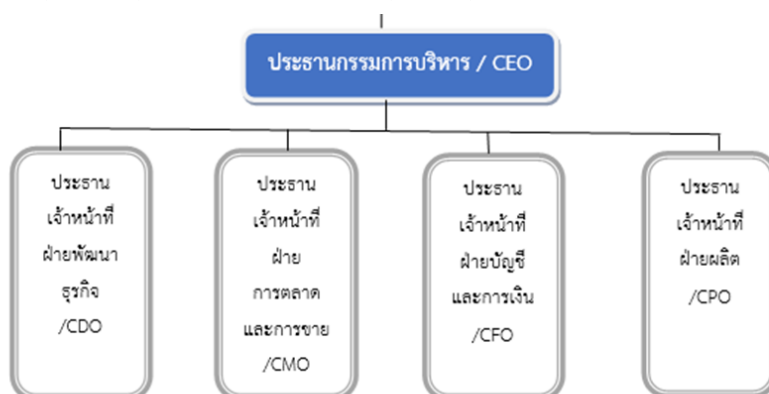 ประธานกรรมการบริหาร / CEO
ประธาน
เจ้าหน้าที่
ฝ่ายพัฒนา
ธุรกิจ
/CDO
ประธาน
เจ้าหน้าที่
ฝ่าย
การตลาด
และการขาย
/CMO
ประธาน
เจ้าหน้าที่
ฝ่ายบัญชี
และการเงิน
/CFO
ประธาน
เจ้าหน้าที่
ฝ่ายผลิต
/CPO